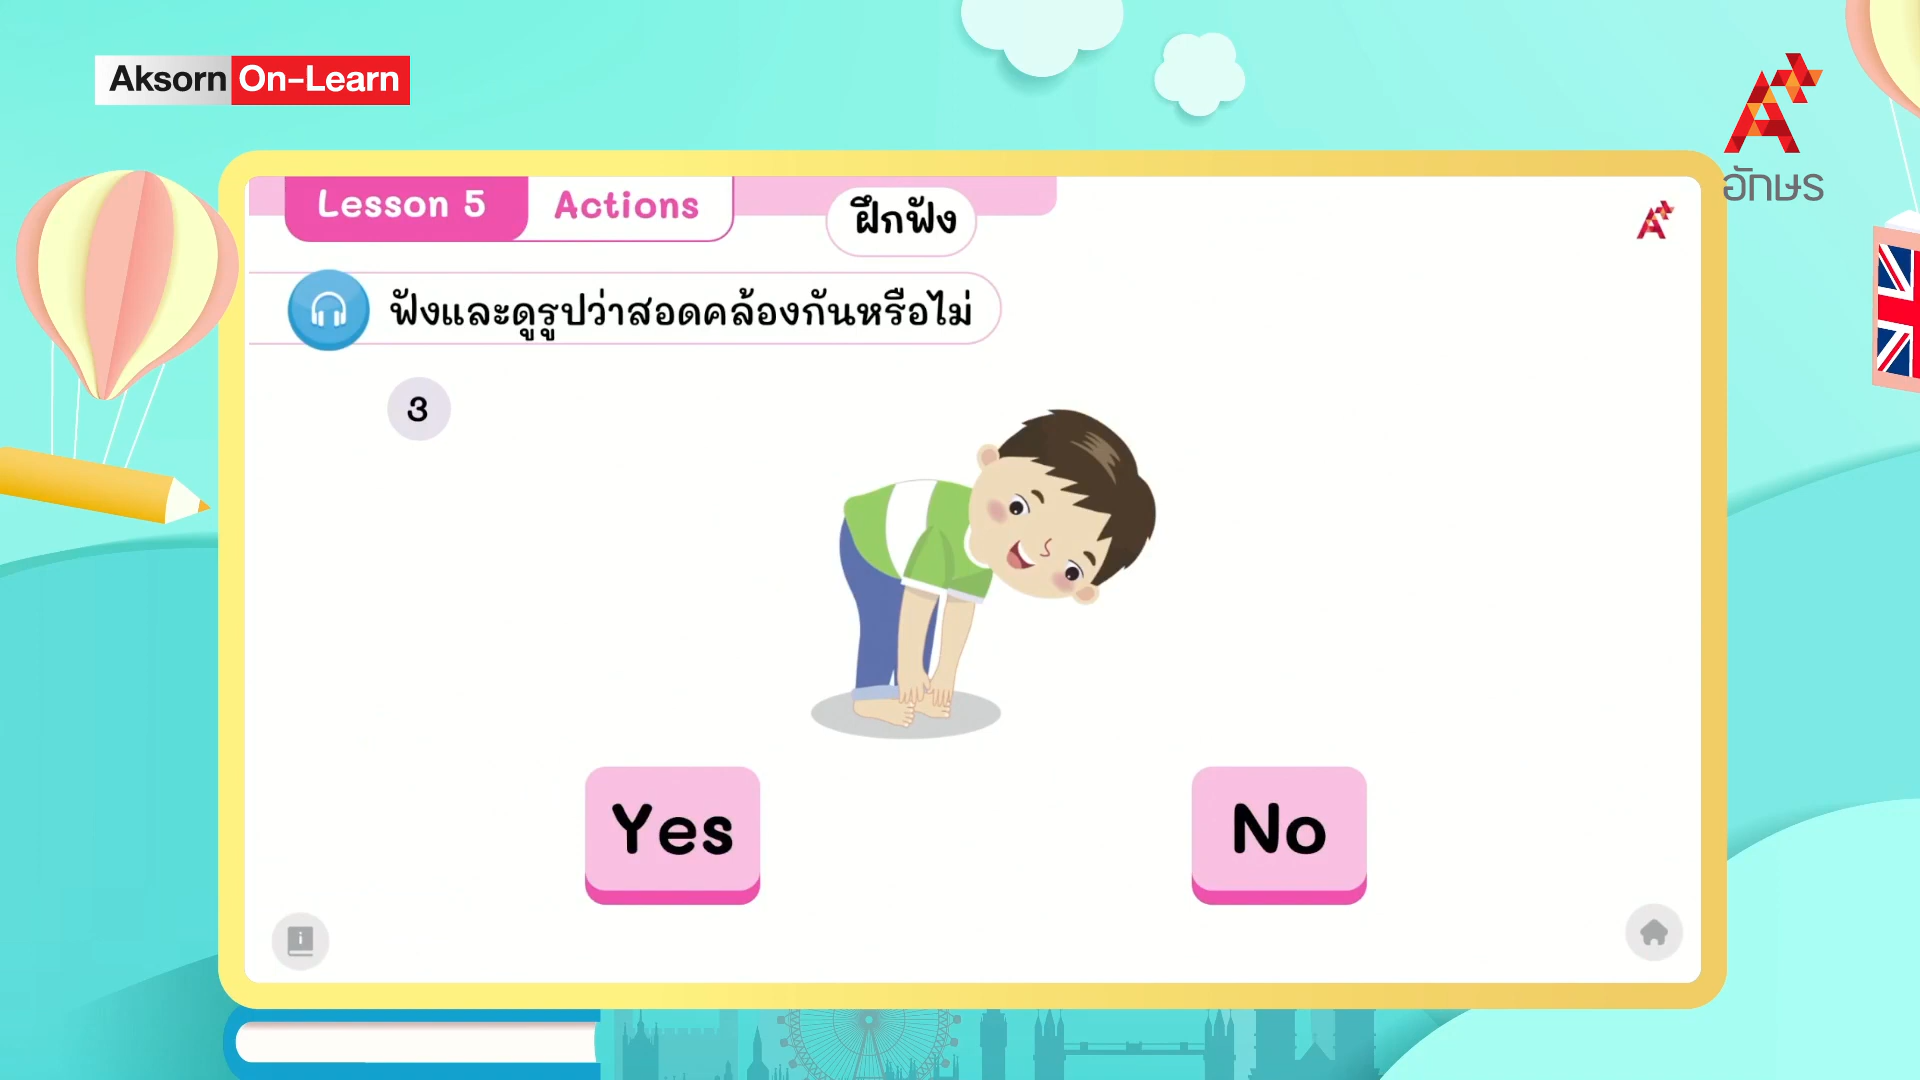 Aksorn On-Learn
อักษร
Lesson 5 Actions
ฝึกฟัง
ฟังและดูรูปว่าสอดคล้องกันหรือไม่
3
Yes No
i